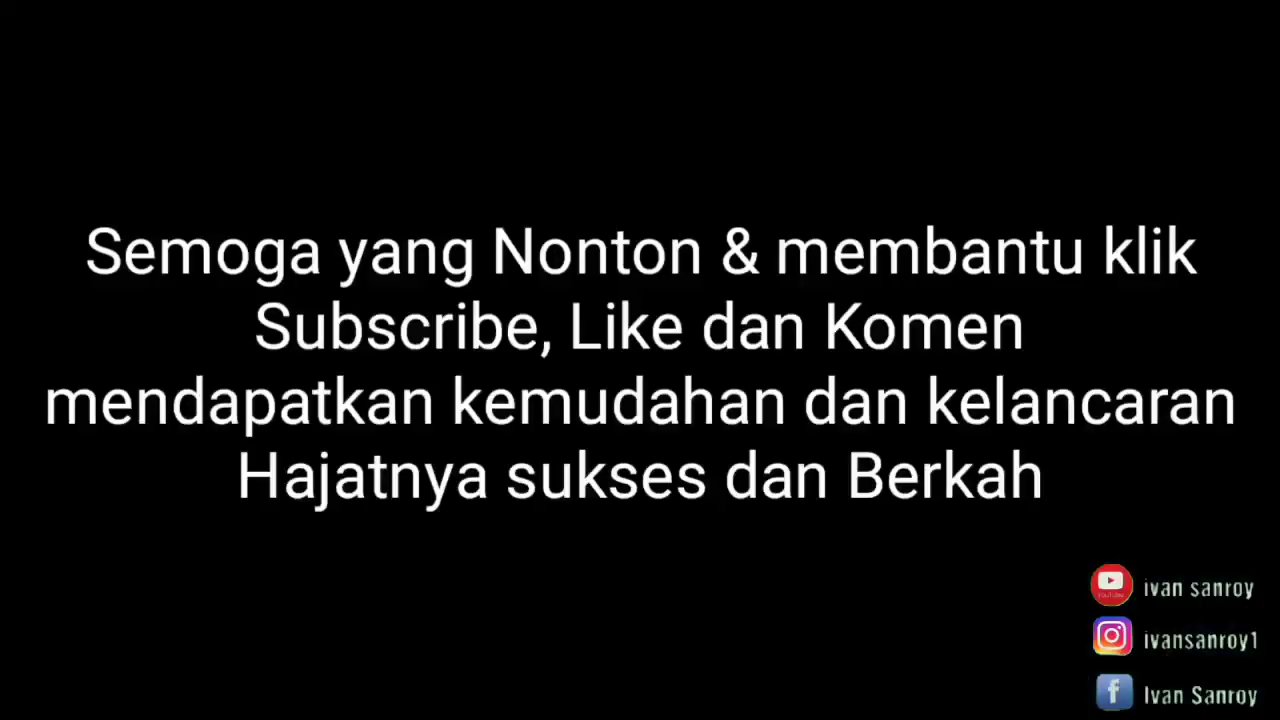 Semoga yang Nonton & membantu klik
Subscribe, Like dan Komen
mendapatkan kemudahan dan kelancaran
Hajatnya sukses dan Berkah
ivan sanroy
ivansanroy1
Ivan Sanroy